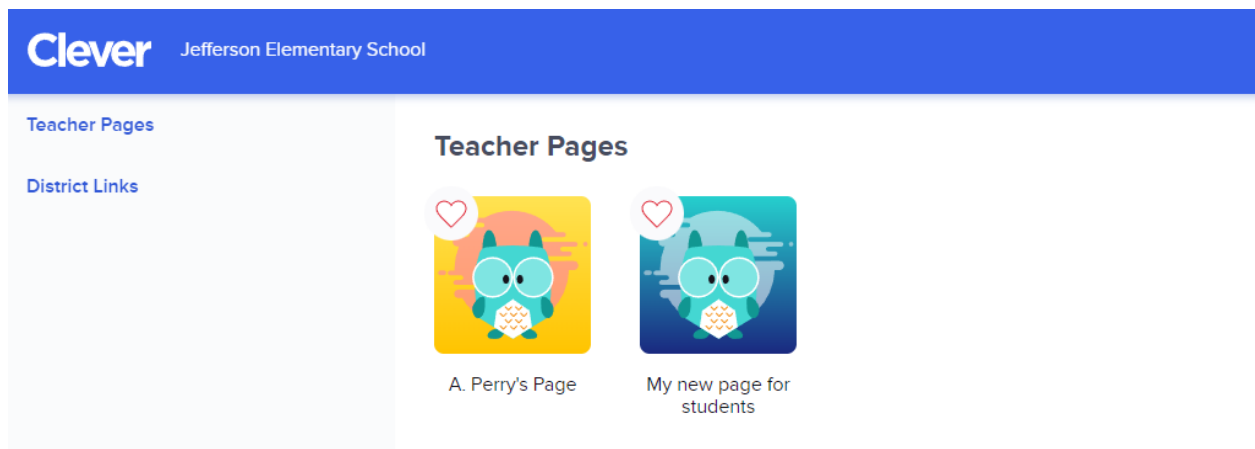 Clever
Jefferson Elementary School
Teacher Pages
District Links
Teacher Pages
A. Perry's Page
My new page for
students